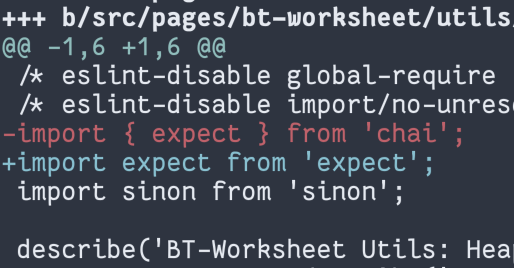 +++ b/src/pages/bt-worksheet/utils
@@ -1,6 +1,6 @@
/* eslint-disable global-require
/* eslint-disable import/no-unres
-import { expect } from 'chai';
+import expect from 'expect';
import sinon from 'sinon';
describe('BT-Worksheet Utils: Hea